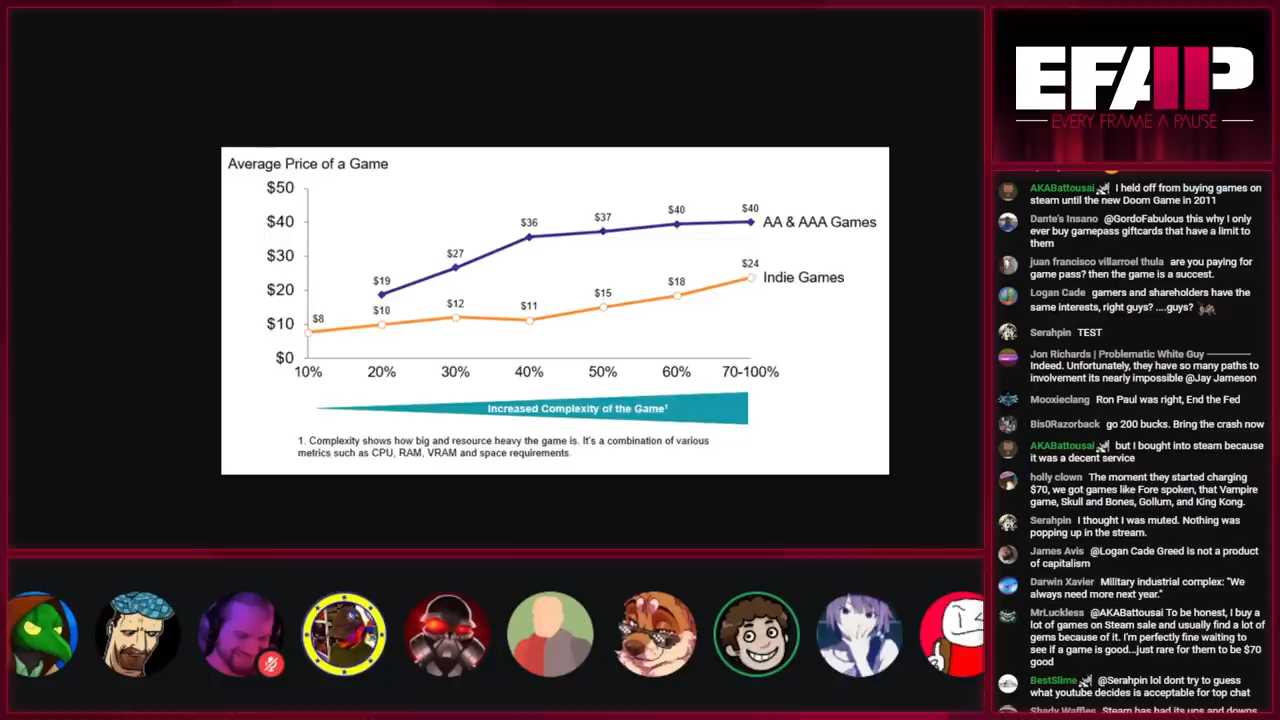 EFAP
EVERY FRAME A PAUSE
Average Price of a Game
$50
$40
$30
$20
$10
$0
$19
$27
$36
$37
$40
$40
AA & AAA Games
$8
$10
$12
$11
$15
$18
$24
Indie Games
10%
20%
30%
40%
50%
60%
70-100%
Increased Complexity of the Game¹
1. Complexity shows how big and resource heavy the game is. It's a combination of various
metrics such as CPU, RAM, VRAM and space requirements.
AKABattousai I held off from buying games on
steam until the new Doom Game in 2011
Dante's Insano @GordoFabulous this why I only
ever buy gamepass giftcards that have a limit to
them
juan francisco villarroel thula are you paying for
game pass? then the game is a succest.
Logan Cade gamers and shareholders have the
same interests, right guys? ....guys?
Serahpin TEST
Jon Richards | Problematic White Guy
Indeed. Unfortunately, they have so many paths to
involvement its nearly impossible @Jay Jameson
Mooxieclang Ron Paul was right, End the Fed
Bis0Razorback go 200 bucks. Bring the crash now
AKABattousai but I bought into steam because
it was a decent service
holly clown The moment they started charging
$70, we got games like Fore spoken, that Vampire
game, Skull and Bones, Gollum, and King Kong.
Serahpin I thought I was muted. Nothing was
popping up in the stream.
James Avis @Logan Cade Greed is not a product
of capitalism
Darwin Xavier Military industrial complex: "We
always need more next year."
MrLuckless @AKABattousai To be honest, I buy a
lot of games on Steam sale and usually find a lot of
gems because of it. I'm perfectly fine waiting to
see if a game is good...just rare for them to be $70
good
BestSlime @Serahpin lol dont try to guess
what youtube decides is acceptable for top chat
Shady Waffles Steam has had its ups and downs